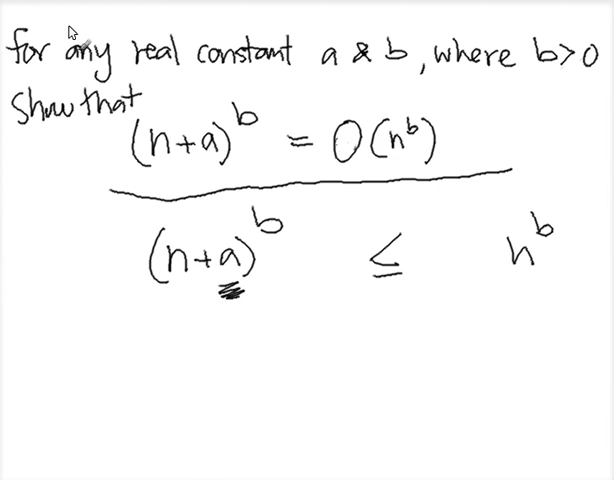 for any real constant a & b, where b>0
Show that
(n+a)^b = O(n^b)
(n+a)^b ≤ n^b